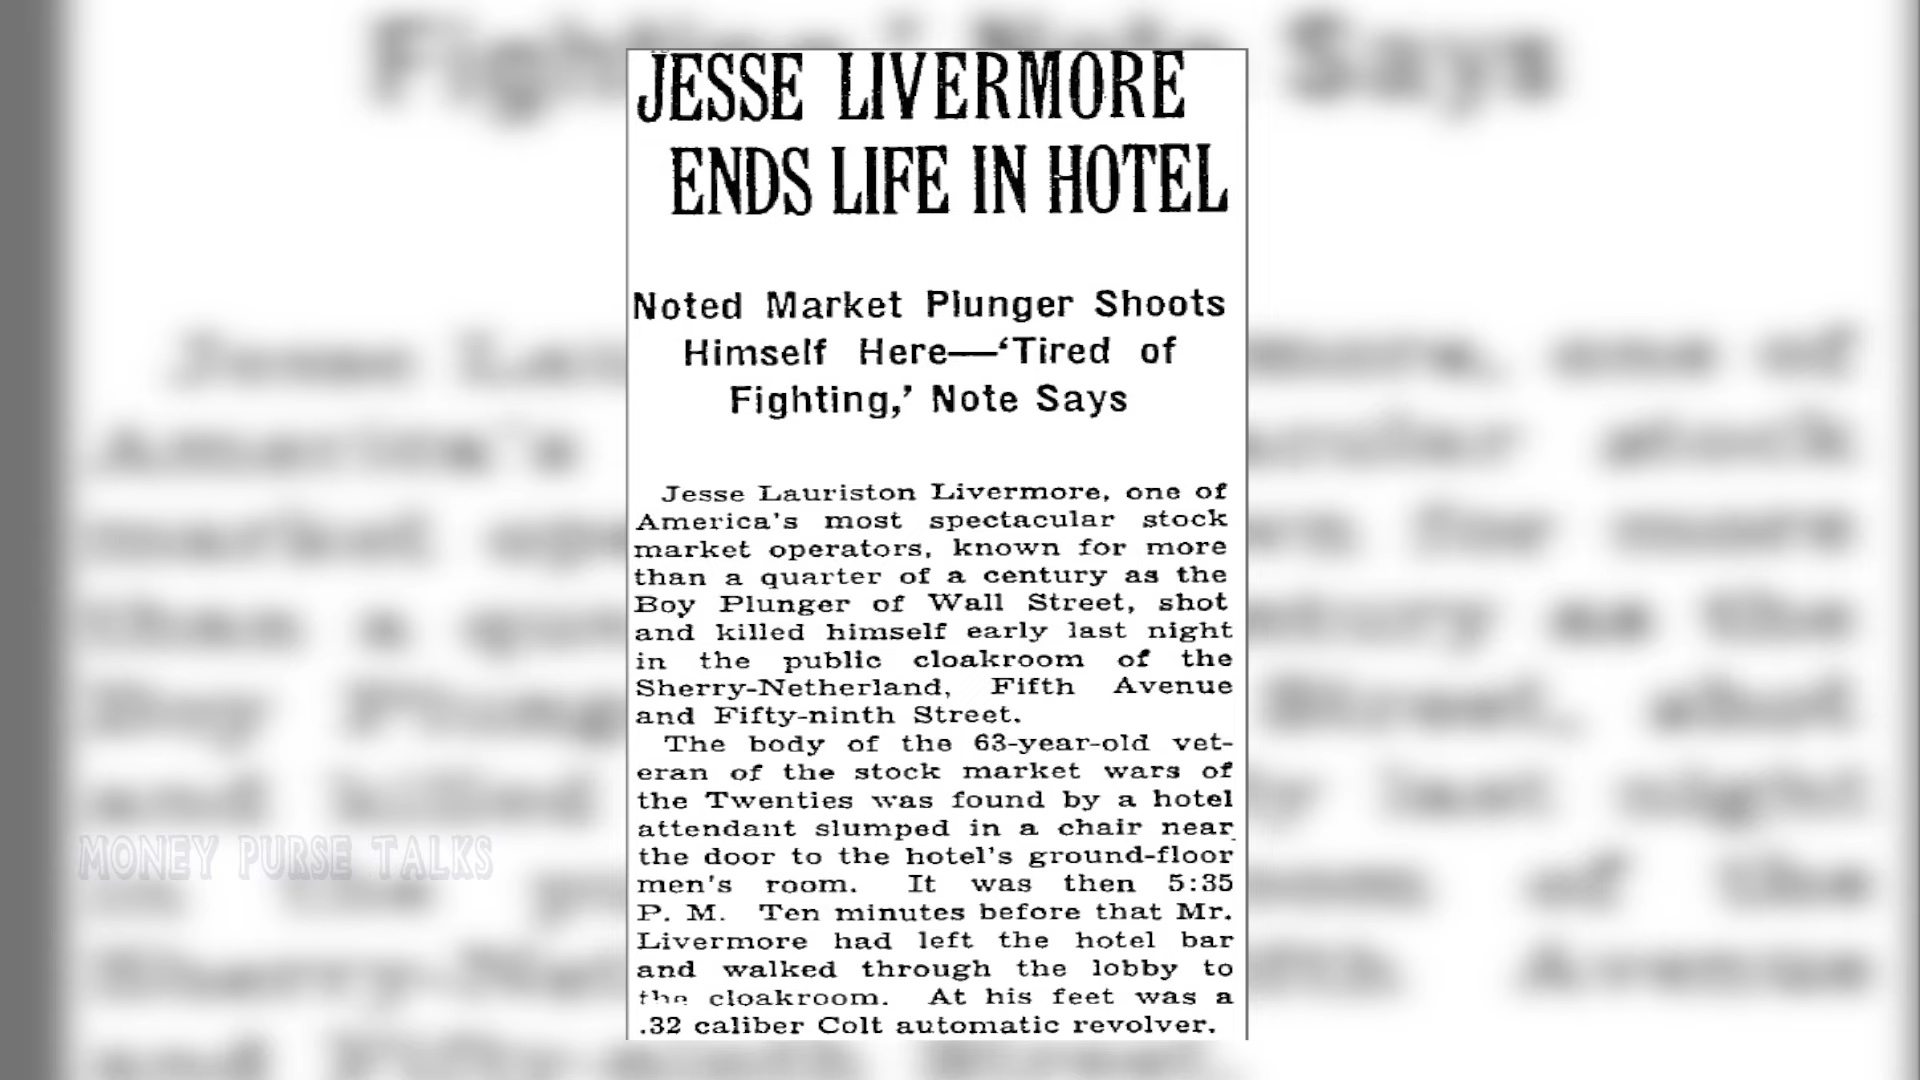 JESSE LIVERMORE
ENDS LIFE IN HOTEL
Noted Market Plunger Shoots
Himself Here—‘Tired of
Fighting,’ Note Says
Jesse Lauriston Livermore, one of
America's most spectacular stock
market operators, known for more
than a quarter of a century as the
Boy Plunger of Wall Street, shot
and killed himself early last night
in the public cloakroom of the
Sherry-Netherland, Fifth Avenue
and Fifty-ninth Street.
The body of the 63-year-old vet-
eran of the stock market wars of
the Twenties was found by a hotel
attendant slumped in a chair near
the door to the hotel's ground-floor
men's room. It was then 5:35
P. M. Ten minutes before that Mr.
Livermore had left the hotel bar
and walked through the lobby to
the cloakroom. At his feet was a
.32 caliber Colt automatic revolver.
MONEY PURSE TALKS